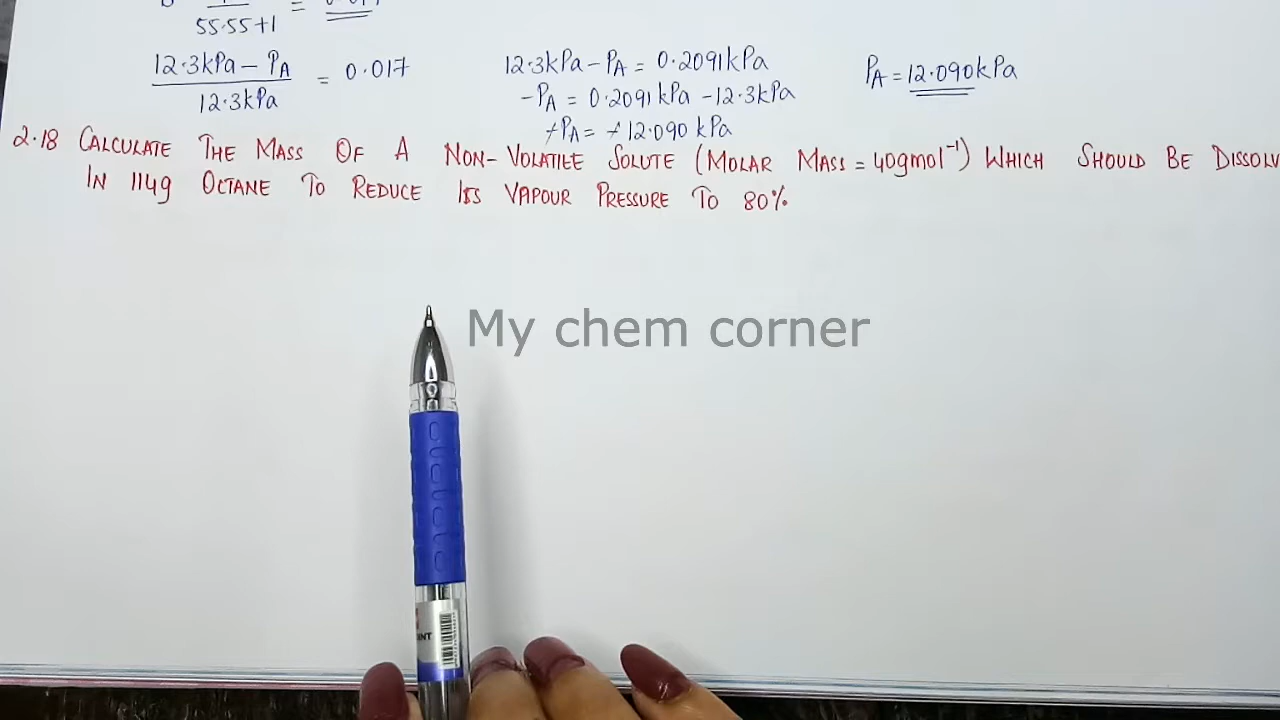 55.55+1 =
12.3kPa – PA / 12.3kPa = 0.017
12.3kPa – PA = 0.2091kPa
-PA = 0.2091kPa - 12.3kPa
-PA = -12.090 kPa
PA = 12.090kPa
2.18 CALCULATE THE MASS OF A NON-VOLATILE SOLUTE (MOLAR MASS = 40gmol⁻¹) WHICH SHOULD BE DISSOLV
IN 114g OCTANE TO REDUCE ITS VAPOUR PRESSURE TO 80%
My chem corner